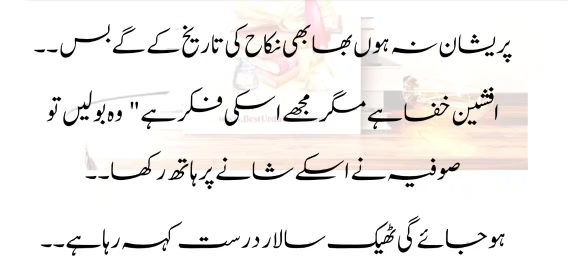 پریشان نہ ہوں بھابھی نکاح کی تاریخ کے گے بس۔۔
افشین خفا ہے مگر مجھے اسکی فکر ہے" وہ بولیں تو
صوفیہ نے اسکے شانے پر ہاتھ رکھا۔۔
ہو جائے گی ٹھیک سالار درست کہہ رہا ہے۔۔